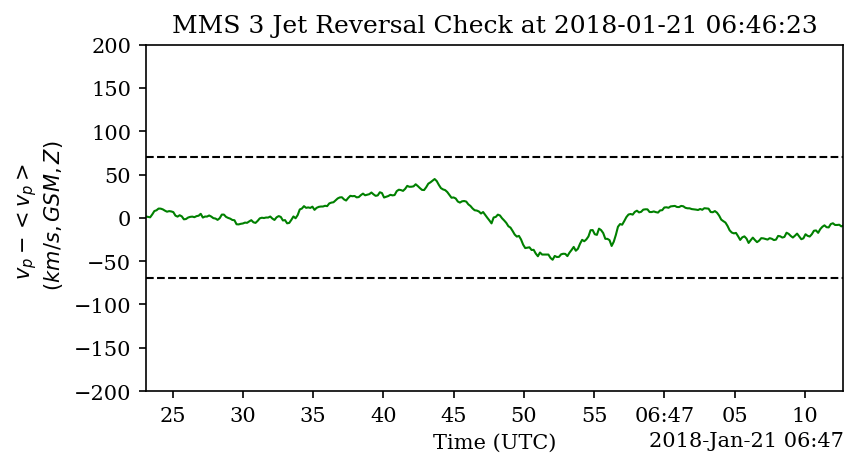 MMS 3 Jet Reversal Check at 2018-01-21 06:46:23
200
150
100
50
0
−50
−100
−150
−200
v_p − < v_p >
(km/s, GSM, Z)
25 30 35 40 45 50 55 06:47 05 10
Time (UTC)
2018-Jan-21 06:47